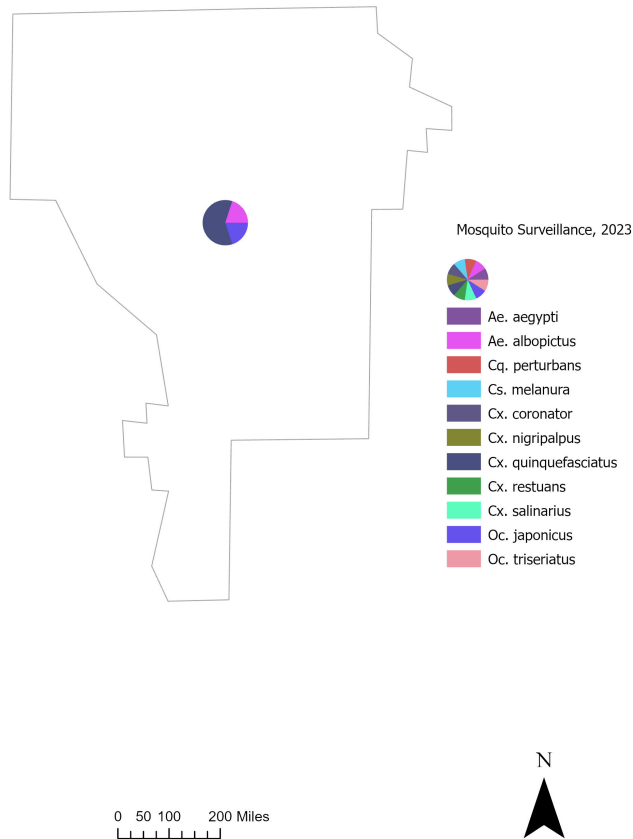 Mosquito Surveillance, 2023
Ae. aegypti
Ae. albopictus
Cq. perturbans
Cs. melanura
Cx. coronator
Cx. nigripalpus
Cx. quinquefasciatus
Cx. restuans
Cx. salinarius
Oc. japonicus
Oc. triseriatus
N
0 50 100 200 Miles